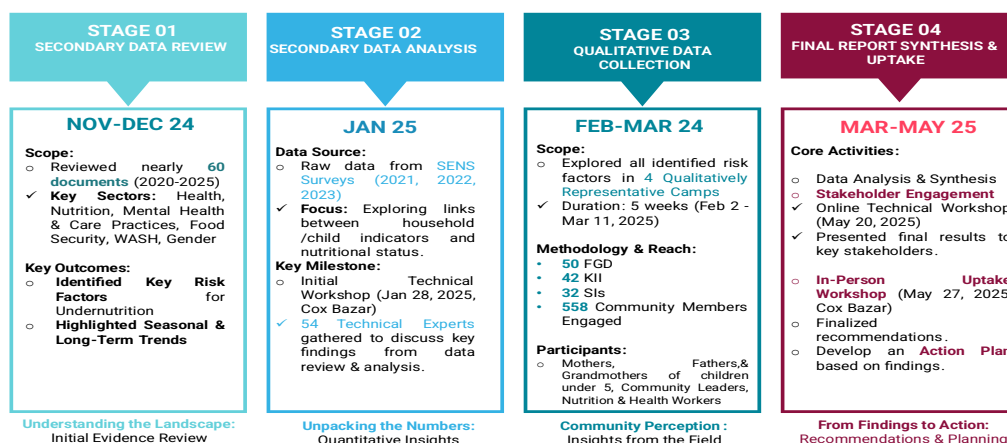 STAGE 01
SECONDARY DATA REVIEW
NOV-DEC 24
Scope:
o Reviewed nearly 60
documents (2020-2025)
✓ Key Sectors: Health,
Nutrition, Mental Health
& Care Practices, Food
Security, WASH, Gender
Key Outcomes:
o Identified Key Risk
Factors for
Undernutrition
o Highlighted Seasonal &
Long-Term Trends
Understanding the Landscape:
Initial Evidence Review
STAGE 02
SECONDARY DATA ANALYSIS
JAN 25
Data Source:
o Raw data from SENS
Surveys (2021, 2022,
2023)
✓ Focus: Exploring links
between household
/child indicators and
nutritional status.
Key Milestone:
o Initial Technical
Workshop (Jan 28, 2025,
Cox Bazar)
✓ 54 Technical Experts
gathered to discuss key
findings from data
review & analysis.
Unpacking the Numbers:
Quantitative Insights
STAGE 03
QUALITATIVE DATA
COLLECTION
FEB-MAR 24
Scope:
o Explored all identified risk
factors in 4 Qualitatively
Representative Camps
✓ Duration: 5 weeks (Feb 2 -
Mar 11, 2025)
Methodology & Reach:
• 50 FGD
• 42 KII
• 32 SIs
• 558 Community Members
Engaged
Participants:
o Mothers, Fathers,&
Grandmothers of children
under 5, Community Leaders,
Nutrition & Health Workers
Community Perception :
Insights from the Field
STAGE 04
FINAL REPORT SYNTHESIS &
UPTAKE
MAR-MAY 25
Core Activities:
o Data Analysis & Synthesis
o Stakeholder Engagement
✓ Online Technical Workshop
(May 20, 2025)
✓ Presented final results to
key stakeholders.
o In-Person Uptake
Workshop (May 27, 2025
Cox Bazar)
o Finalized
recommendations.
o Develop an Action Plan
based on findings.
From Findings to Action:
Recommendations & Planning